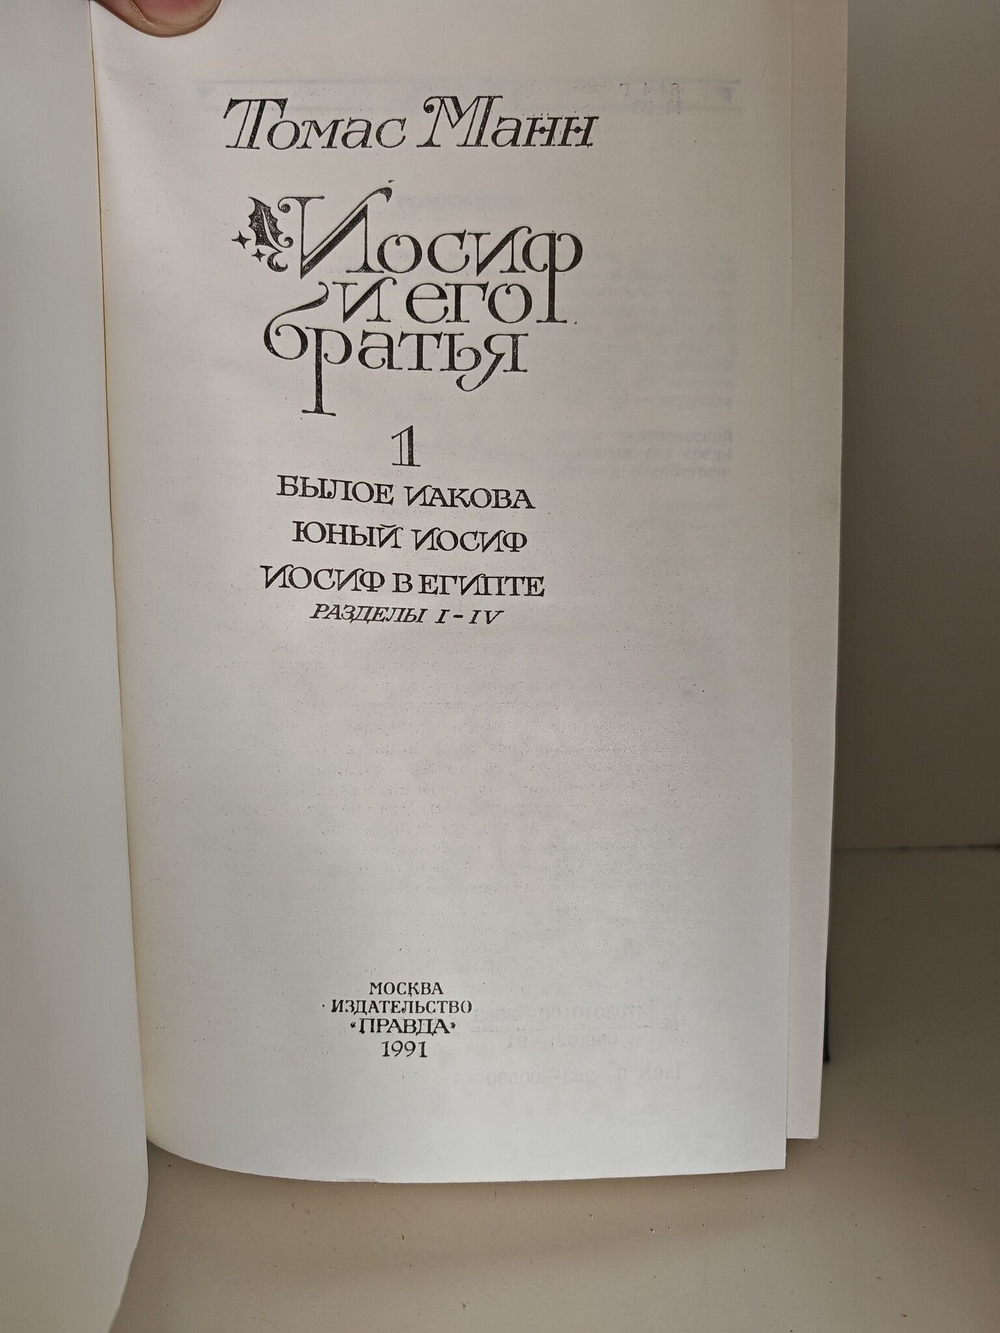 Томас Манн
Иосиф
и его
братья
1
БЫЛОЕ ИАКОВА
ЮНЫЙ ИОСИФ
ИОСИФ В ЕГИПТЕ
РАЗДЕЛЫ I-IV
МОСКВА
ИЗДАТЕЛЬСТВО
«ПРАВДА»
1991